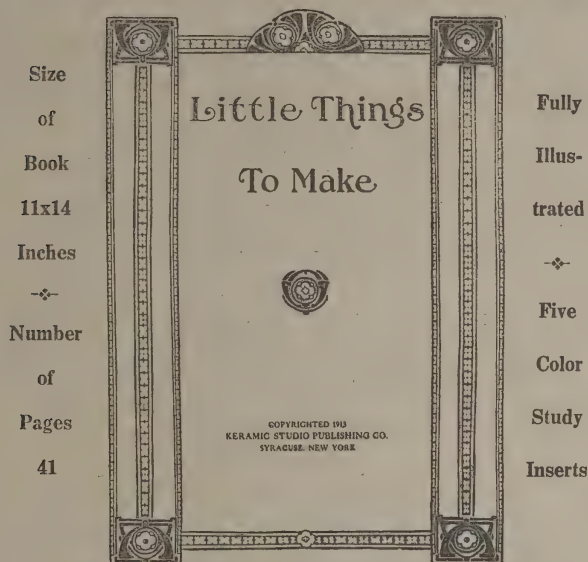 Size
of
Book
11x14
Inches
Number
of
Pages
41
Little Things
To Make
COPYRIGHTED 1913
KERAMIC STUDIO PUBLISHING CO.
SYRACUSE, NEW YORK
Fully
Illus-
trated
Five
Color
Study
Inserts